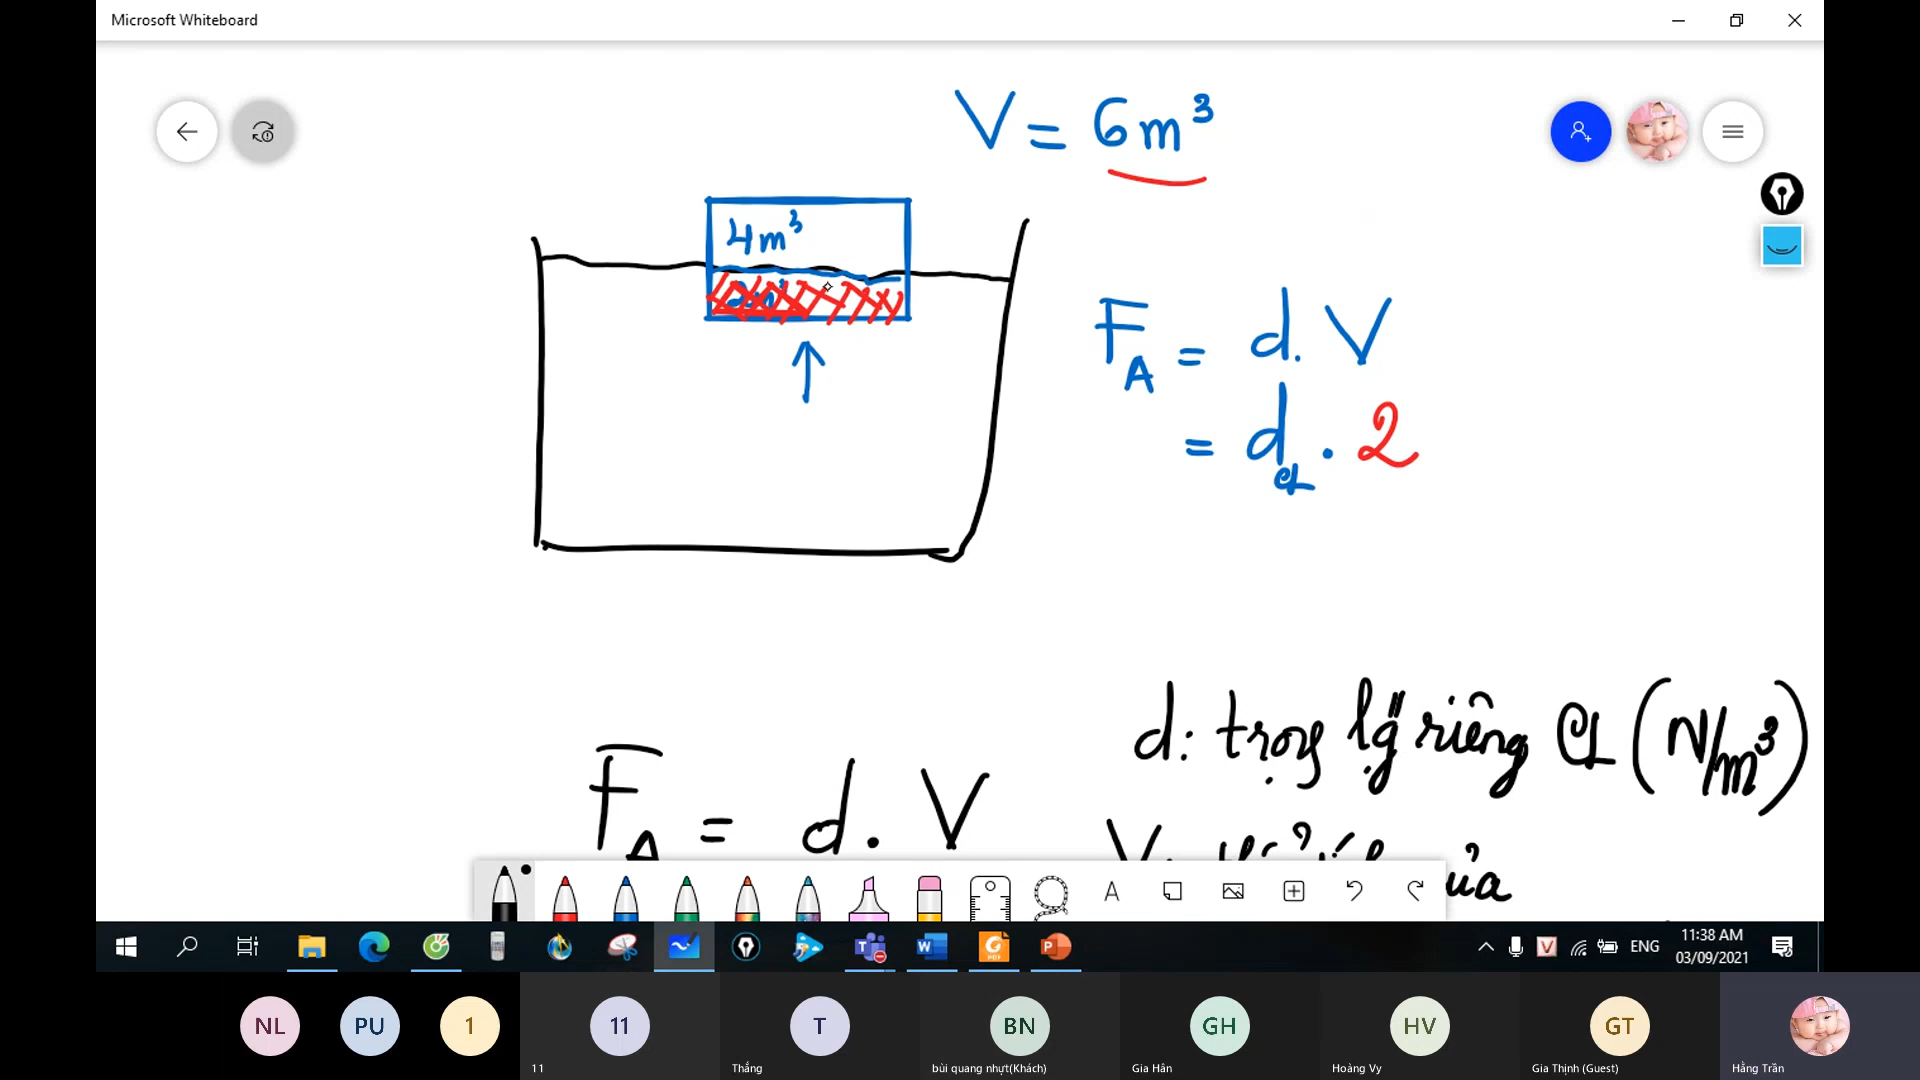 Microsoft Whiteboard
V = 6m³
4m³
F_A = d. V
= d_CL . 2
d: trọng lg riêng CL (N/m³)
F_A = d. V
của
ENG
11:38 AM
03/09/2021
NL
PU
1
11
T
BN
GH
HV
GT
11
Thắng
bùi quang nhựt(Khách)
Gia Hân
Hoàng Vy
Gia Thịnh (Guest)
Hằng Trần